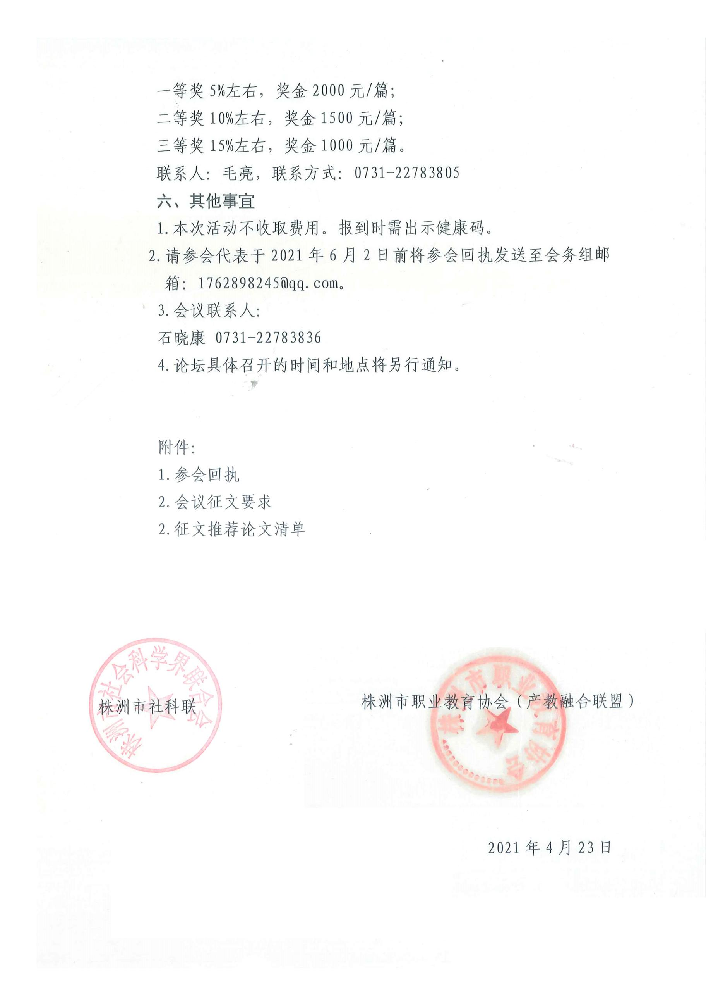 一等奖 5%左右，奖金 2000 元/篇；
二等奖 10%左右，奖金 1500 元/篇；
三等奖 15%左右，奖金 1000 元/篇。
联系人：毛亮，联系方式：0731-22783805
六、其他事宜
1.本次活动不收取费用。报到时需出示健康码。
2.请参会代表于 2021 年 6 月 2 日前将参会回执发送至会务组邮
箱：1762898245@qq.com。
3.会议联系人：
石晓康 0731-22783836
4.论坛具体召开的时间和地点将另行通知。
附件：
1.参会回执
2.会议征文要求
2.征文推荐论文清单
株洲市社会科学界联合会
株洲市社科联
株洲市职业教育协会（产教融合联盟）
株洲市职业教育协会
2021 年 4 月 23 日